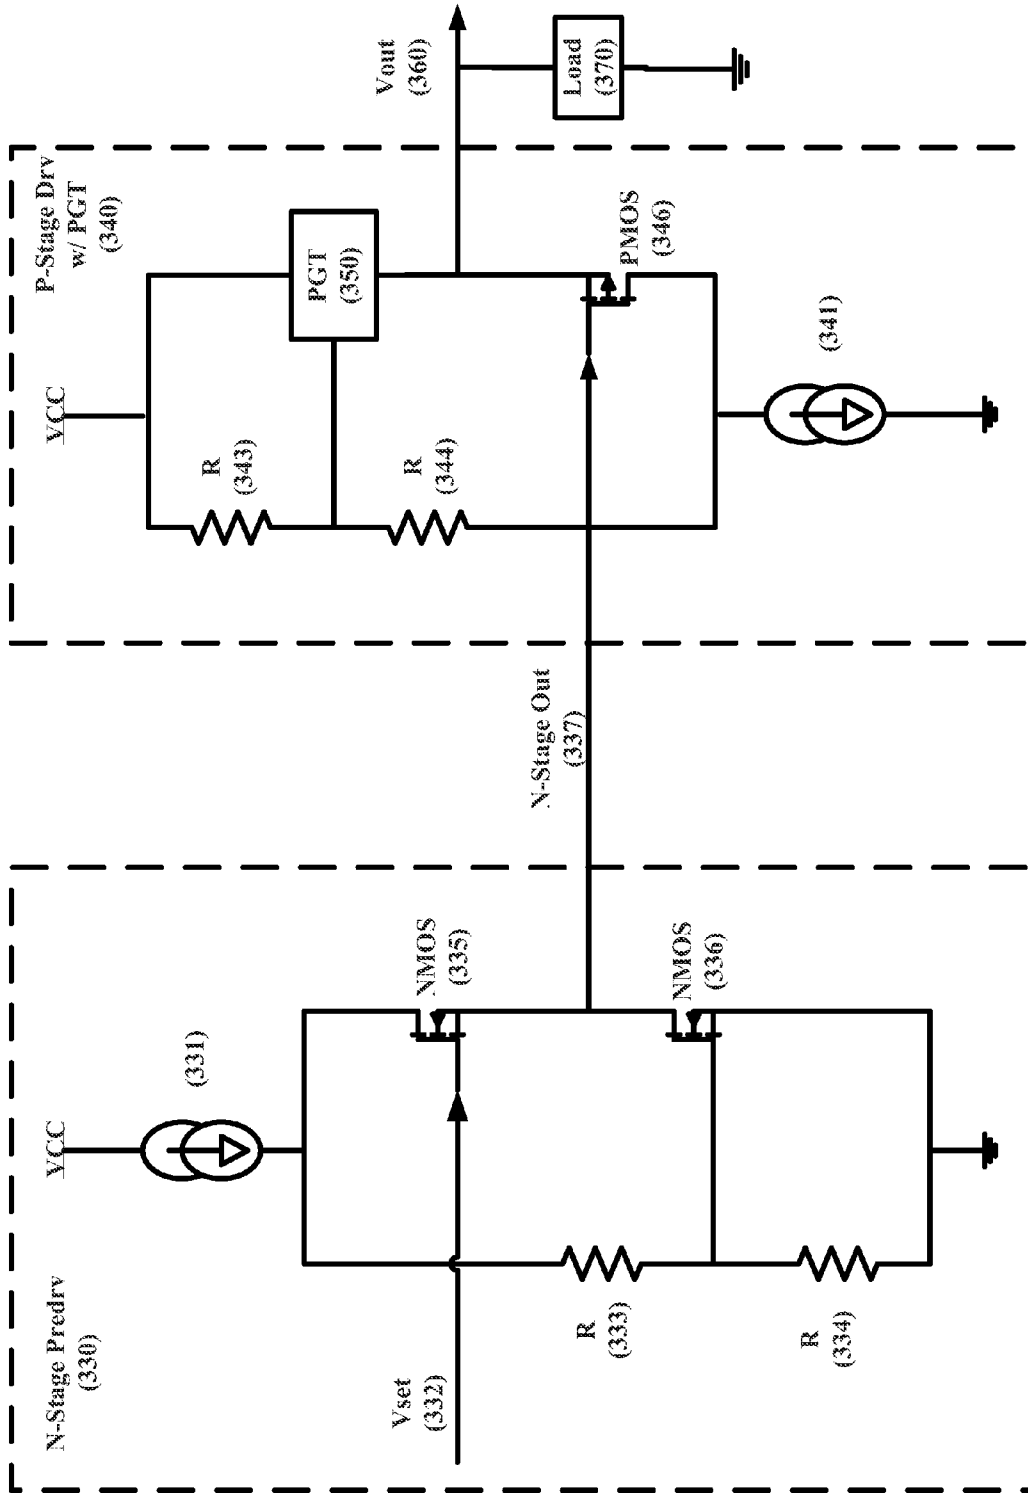 N-Stage Predrv
(330)
VCC
(331)
Vset
(332)
R
(333)
R
(334)
NMOS
(335)
NMOS
(336)
N-Stage Out
(337)
P-Stage Drv
w/ PGT
(340)
VCC
R
(343)
R
(344)
PGT
(350)
PMOS
(346)
(341)
Vout
(360)
Load
(370)